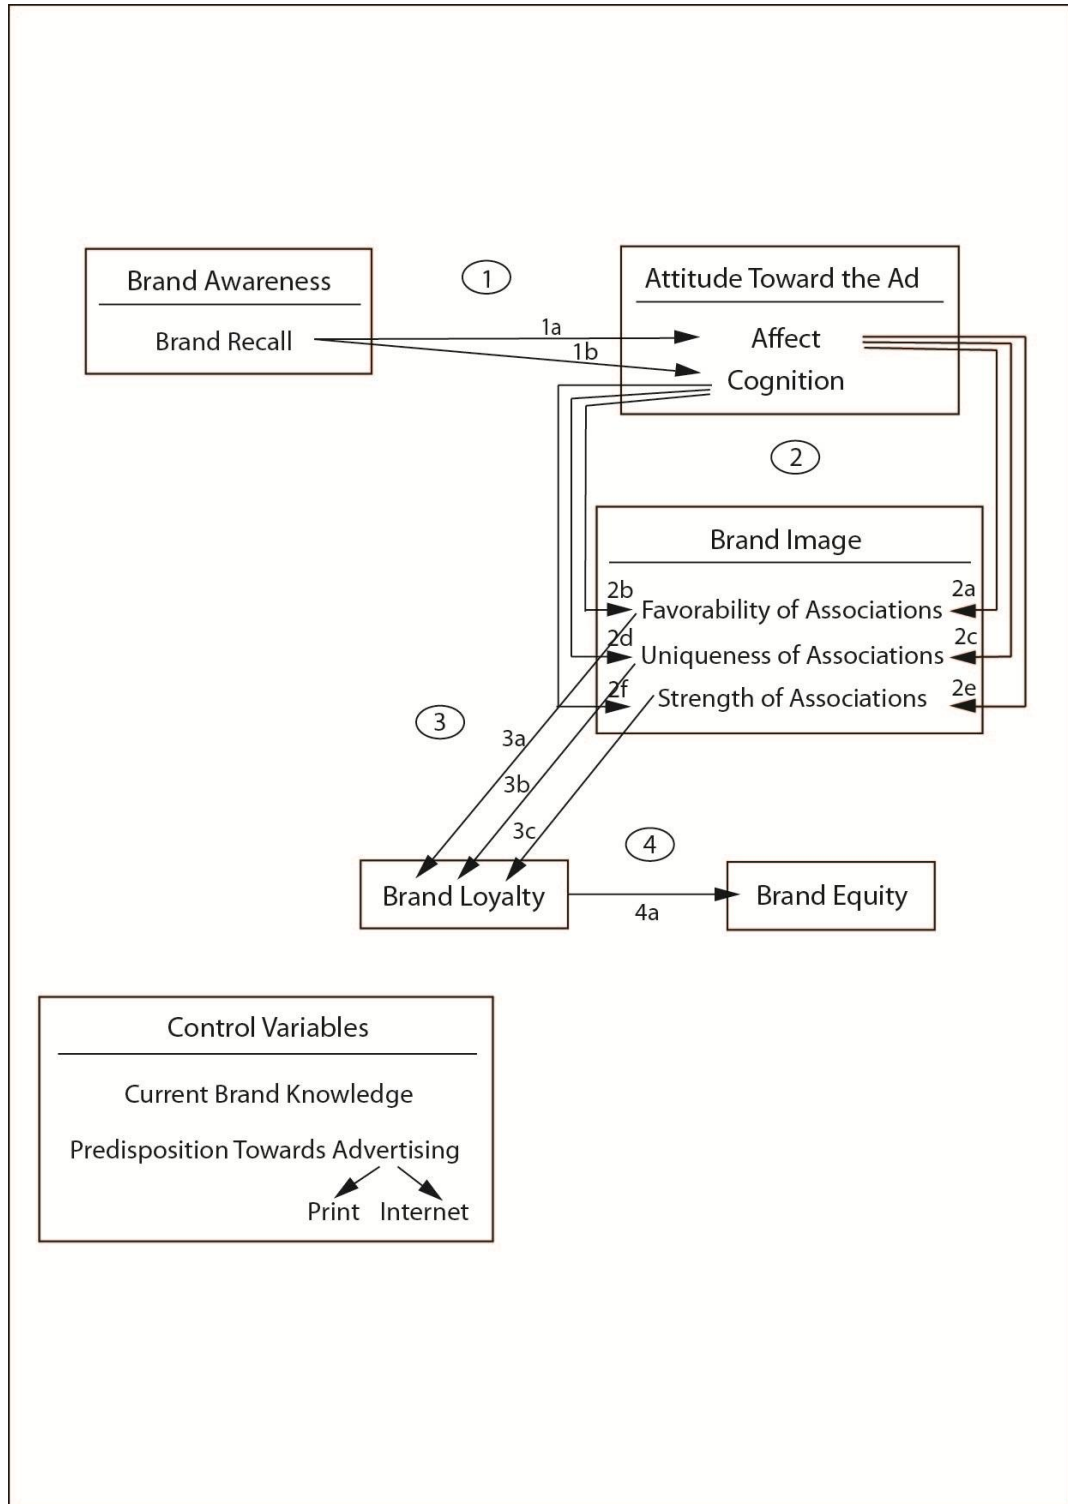 Brand Awareness
Brand Recall
1
1a
1b
Attitude Toward the Ad
Affect
Cognition
2
Brand Image
2b Favorability of Associations 2a
2d Uniqueness of Associations 2c
2f Strength of Associations 2e
3
3a
3b
3c
4
Brand Loyalty
4a
Brand Equity
Control Variables
Current Brand Knowledge
Predisposition Towards Advertising
Print Internet